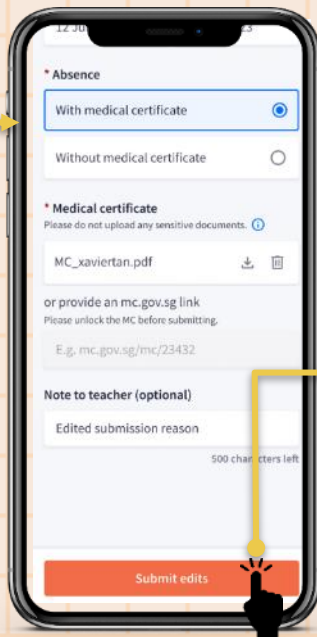 12 Ju
* Absence
With medical certificate
Without medical certificate
* Medical certificate
Please do not upload any sensitive documents.
MC_xaviertan.pdf
or provide an mc.gov.sg link
Please unlock the MC before submitting.
E.g. mc.gov.sg/mc/23432
Note to teacher (optional)
Edited submission reason
500 characters left
Submit edits